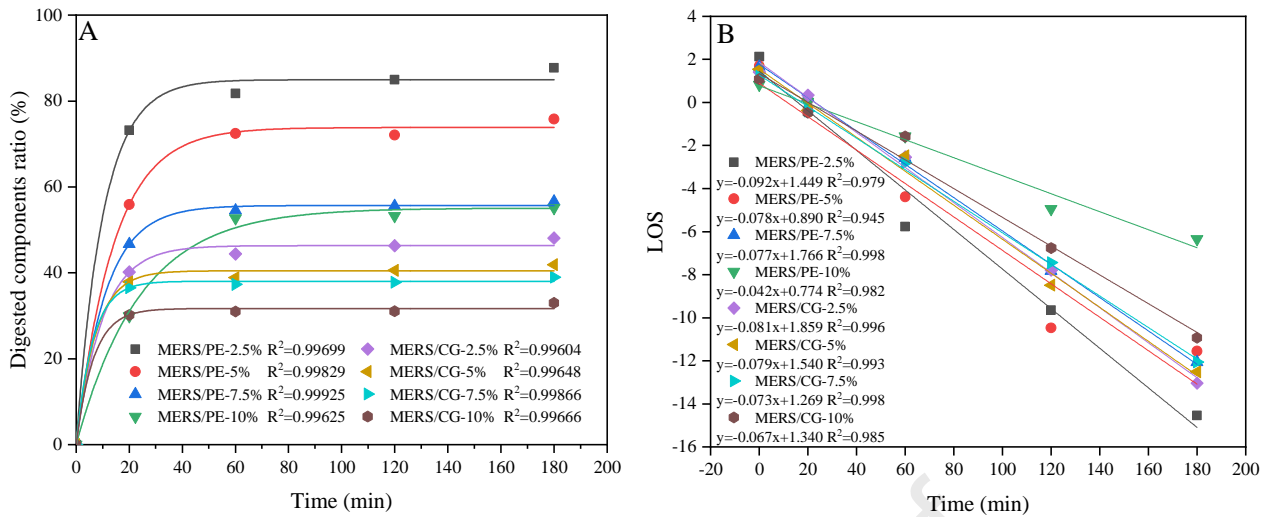 A
Digested components ratio (%)
100
80
60
40
20
0
MERS/PE-2.5% R²=0.99699
MERS/PE-5% R²=0.99829
MERS/PE-7.5% R²=0.99925
MERS/PE-10% R²=0.99625
MERS/CG-2.5% R²=0.99604
MERS/CG-5% R²=0.99648
MERS/CG-7.5% R²=0.99866
MERS/CG-10% R²=0.99666
0 20 40 60 80 100 120 140 160 180 200
Time (min)
B
LOS
4
2
0
-2
-4
-6
-8
-10
-12
-14
-16
MERS/PE-2.5%
y=-0.092x+1.449 R²=0.979
MERS/PE-5%
y=-0.078x+0.890 R²=0.945
MERS/PE-7.5%
y=-0.077x+1.766 R²=0.998
MERS/PE-10%
y=-0.042x+0.774 R²=0.982
MERS/CG-2.5%
y=-0.081x+1.859 R²=0.996
MERS/CG-5%
y=-0.079x+1.540 R²=0.993
MERS/CG-7.5%
y=-0.073x+1.269 R²=0.998
MERS/CG-10%
y=-0.067x+1.340 R²=0.985
-20 0 20 40 60 80 100 120 140 160 180 200
Time (min)